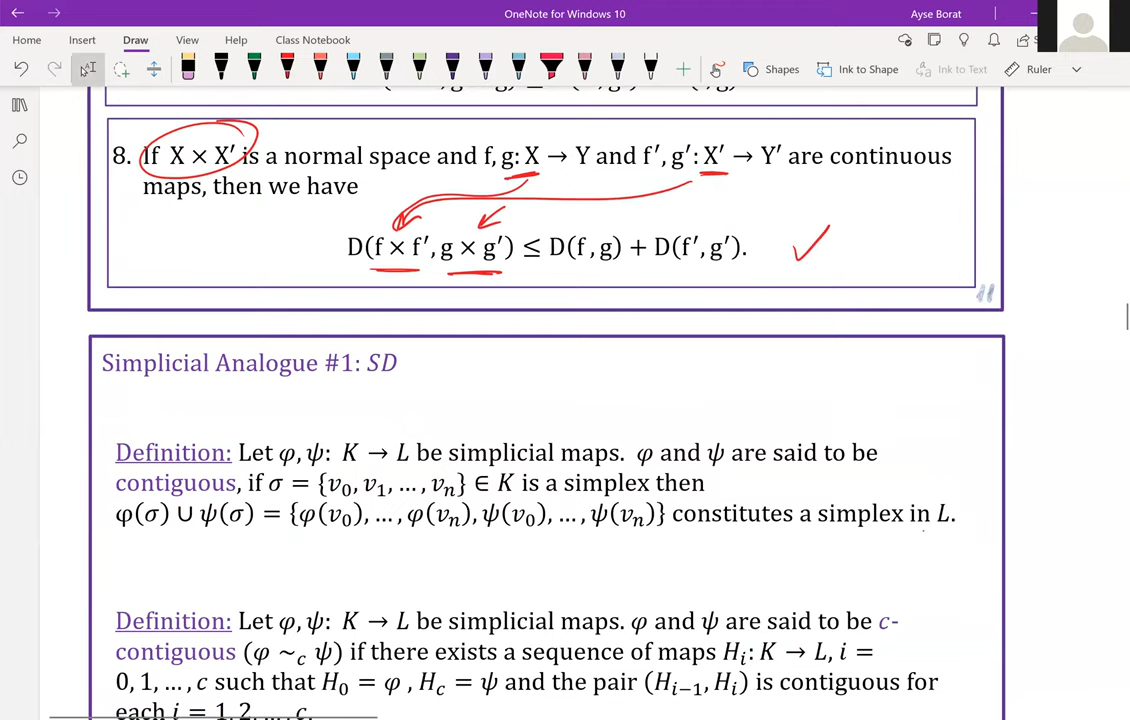 OneNote for Windows 10
Ayse Borat
Home Insert Draw View Help Class Notebook
Shapes Ink to Shape Ink to Text Ruler
8. If X × X′ is a normal space and f, g: X → Y and f′, g′: X′ → Y′ are continuous
maps, then we have
D(f × f′, g × g′) ≤ D(f, g) + D(f′, g′).
Simplicial Analogue #1: SD
Definition: Let φ, ψ: K → L be simplicial maps. φ and ψ are said to be
contiguous, if σ = {v₀, v₁, … , vₙ} ∈ K is a simplex then
φ(σ) ∪ ψ(σ) = {φ(v₀), … , φ(vₙ), ψ(v₀), … , ψ(vₙ)} constitutes a simplex in L.
Definition: Let φ, ψ: K → L be simplicial maps. φ and ψ are said to be c-
contiguous (φ ~c ψ) if there exists a sequence of maps Hᵢ: K → L, i =
0, 1, … , c such that H₀ = φ , H꜀ = ψ and the pair (Hᵢ₋₁, Hᵢ) is contiguous for
each i = 1, 2, … , c.